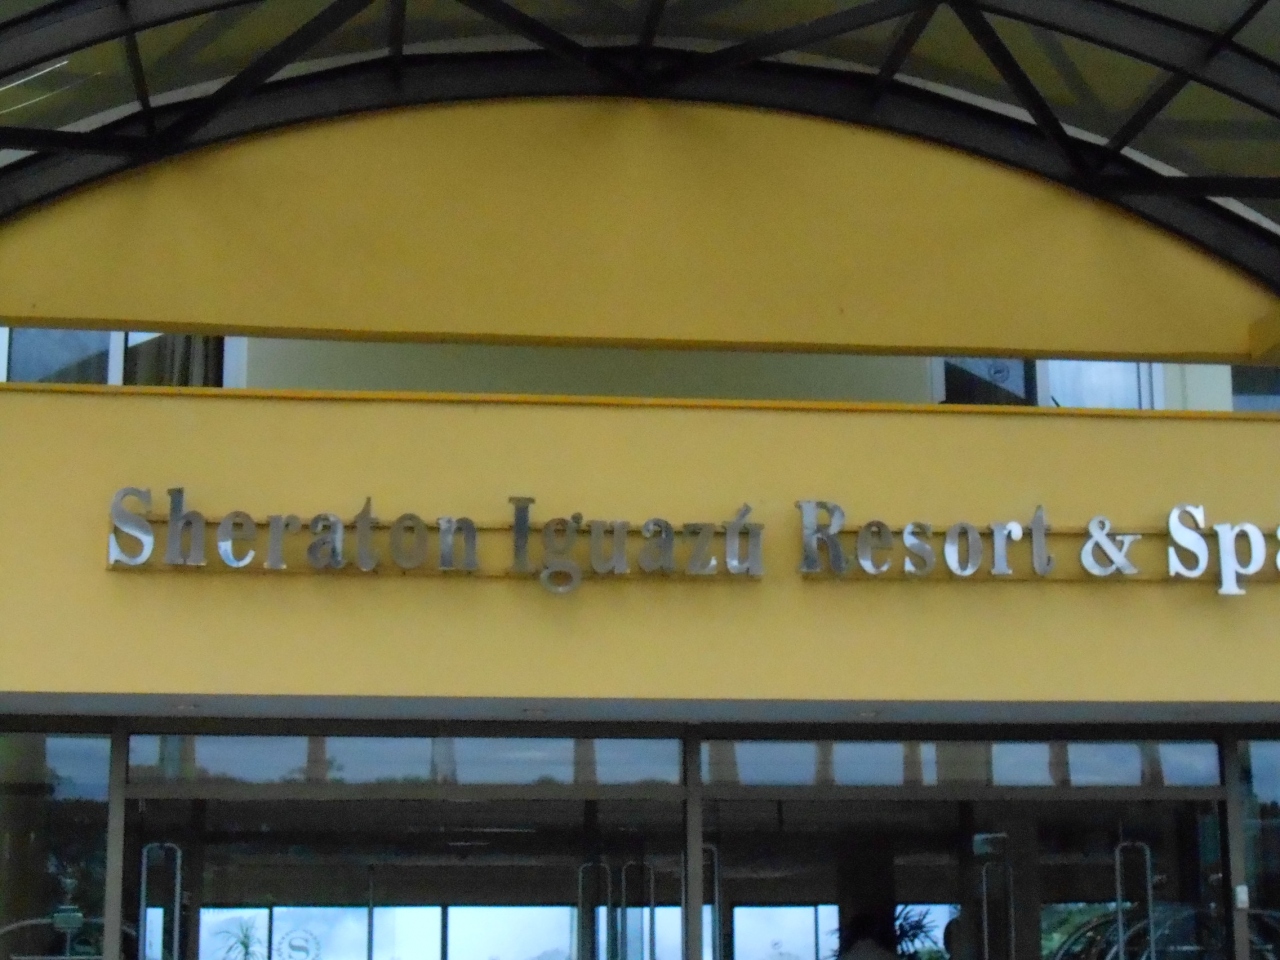 Sheraton Iguazú Resort & Spa
S